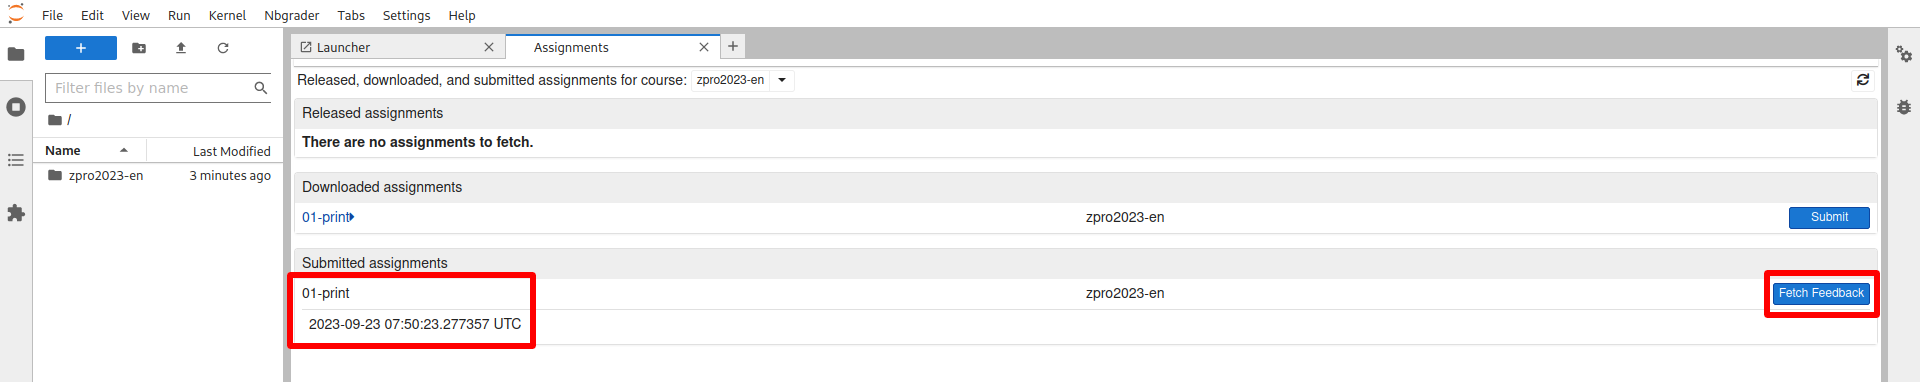 File Edit View Run Kernel Nbgrader Tabs Settings Help
Launcher
Assignments
Filter files by name
/
Name Last Modified
zpro2023-en 3 minutes ago
Released, downloaded, and submitted assignments for course: zpro2023-en
Released assignments
There are no assignments to fetch.
Downloaded assignments
01-print zpro2023-en Submit
Submitted assignments
01-print zpro2023-en Fetch Feedback
2023-09-23 07:50:23.277357 UTC